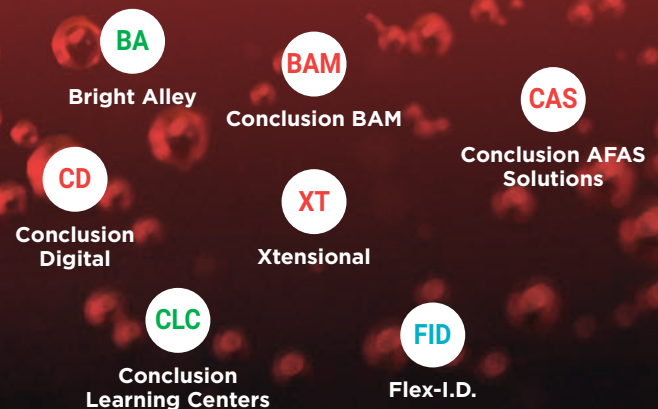 BA
Bright Alley
BAM
Conclusion BAM
CAS
Conclusion AFAS
Solutions
CD
Conclusion
Digital
XT
Xtensional
CLC
Conclusion
Learning Centers
FID
Flex-I.D.